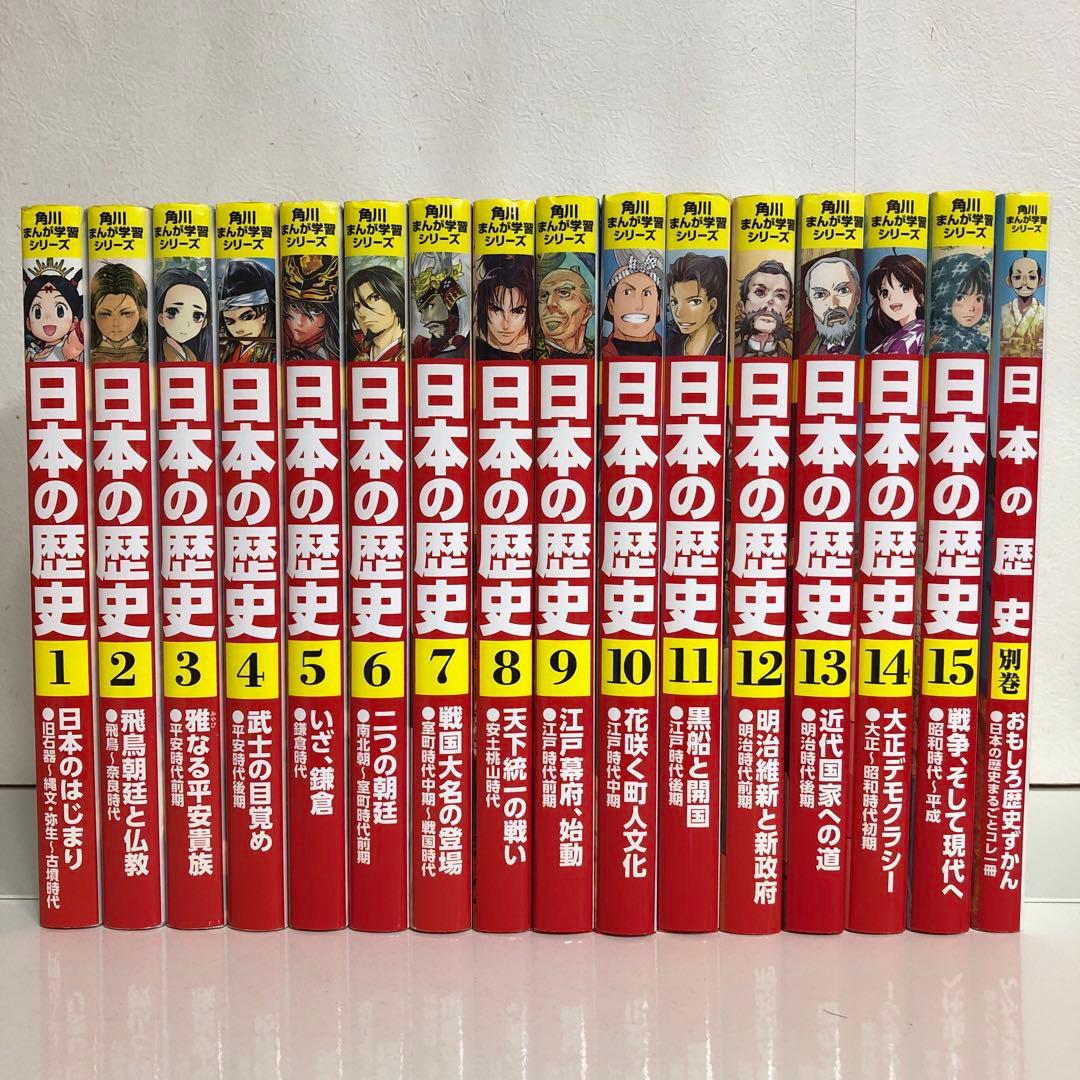 角川
まんが学習
シリーズ
日本の歴史
1
日本のはじまり
●旧石器～縄文・弥生～古墳時代
角川
まんが学習
シリーズ
日本の歴史
2
飛鳥朝廷と仏教
●飛鳥～奈良時代
角川
まんが学習
シリーズ
日本の歴史
3
みやび
雅なる平安貴族
●平安時代前期
角川
まんが学習
シリーズ
日本の歴史
4
武士の目覚め
●平安時代後期
角川
まんが学習
シリーズ
日本の歴史
5
いざ、鎌倉
●鎌倉時代
角川
まんが学習
シリーズ
日本の歴史
6
二つの朝廷
●南北朝～室町時代前期
角川
まんが学習
シリーズ
日本の歴史
7
戦国大名の登場
●室町時代中期～戦国時代
角川
まんが学習
シリーズ
日本の歴史
8
天下統一の戦い
●安土桃山時代
角川
まんが学習
シリーズ
日本の歴史
9
江戸幕府、始動
●江戸時代前期
角川
まんが学習
シリーズ
日本の歴史
10
花咲く町人文化
●江戸時代中期
角川
まんが学習
シリーズ
日本の歴史
11
黒船と開国
●江戸時代後期
角川
まんが学習
シリーズ
日本の歴史
12
明治維新と新政府
●明治時代前期
角川
まんが学習
シリーズ
日本の歴史
13
近代国家への道
●明治時代後期
角川
まんが学習
シリーズ
日本の歴史
14
大正デモクラシー
●大正～昭和時代初期
角川
まんが学習
シリーズ
日本の歴史
15
戦争、そして現代へ
●昭和時代～平成
角川
まんが学習
シリーズ
日本の歴史
別巻
おもしろ歴史ずかん
●日本の歴史まるごとコレ一冊